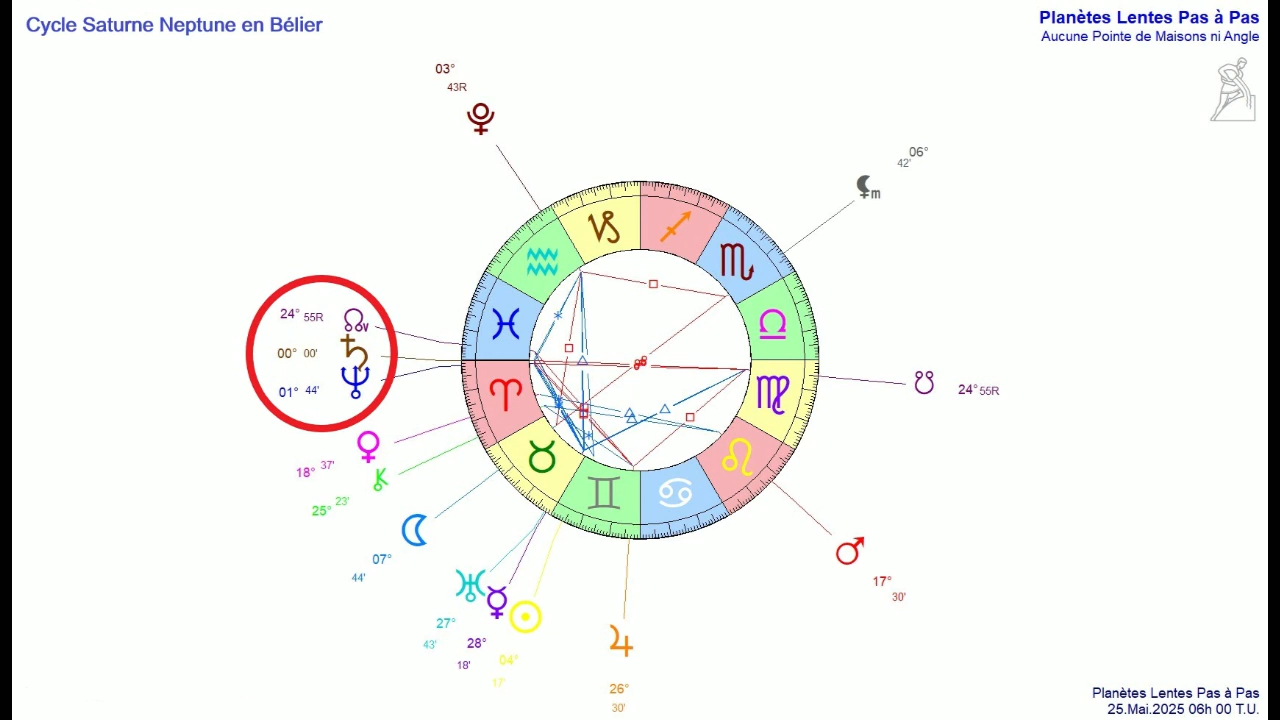 Cycle Saturne Neptune en Bélier
Planètes Lentes Pas à Pas
Aucune Pointe de Maisons ni Angle
03°
43R
06°
42'
m
24° 55R
00° 00'
01° 44'
24° 55R
18° 37'
25° 23'
07°
44'
17°
30'
27°
43'
28°
18'
04°
17'
26°
30'
Planètes Lentes Pas à Pas
25.Mai.2025 06h 00 T.U.